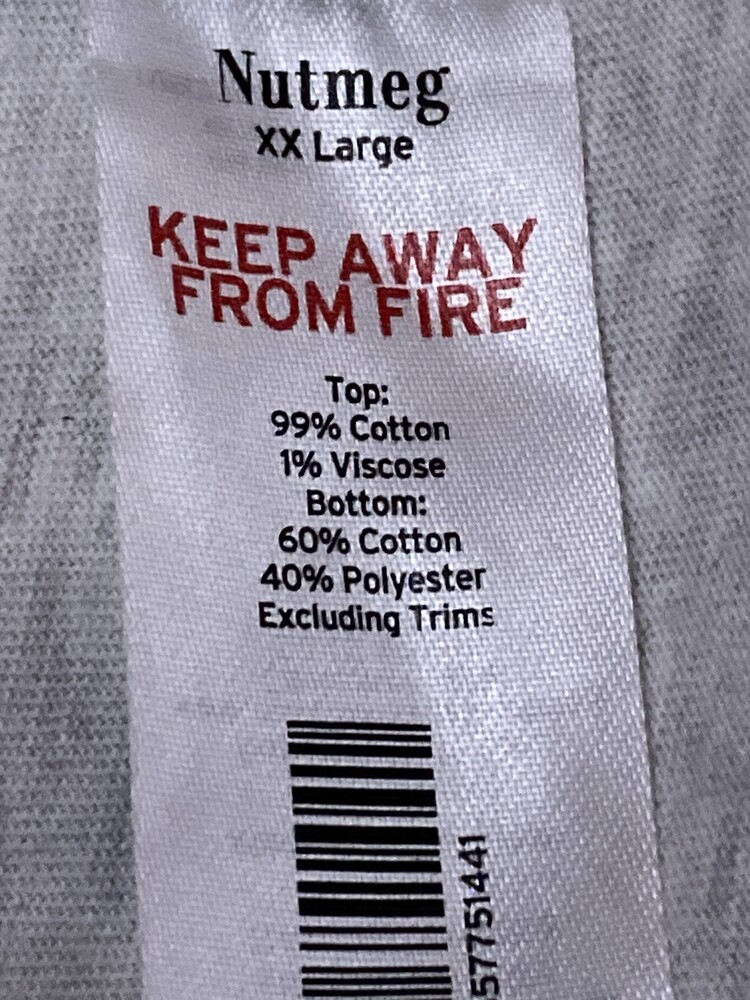 Nutmeg
XX Large
KEEP AWAY
FROM FIRE
Top:
99% Cotton
1% Viscose
Bottom:
60% Cotton
40% Polyester
Excluding Trims
57751441